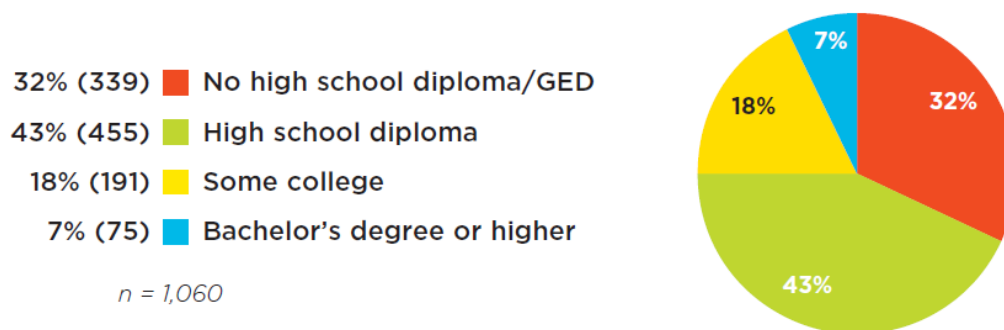 32% (339) No high school diploma/GED
43% (455) High school diploma
18% (191) Some college
7% (75) Bachelor's degree or higher
n = 1,060
7%
32%
18%
43%